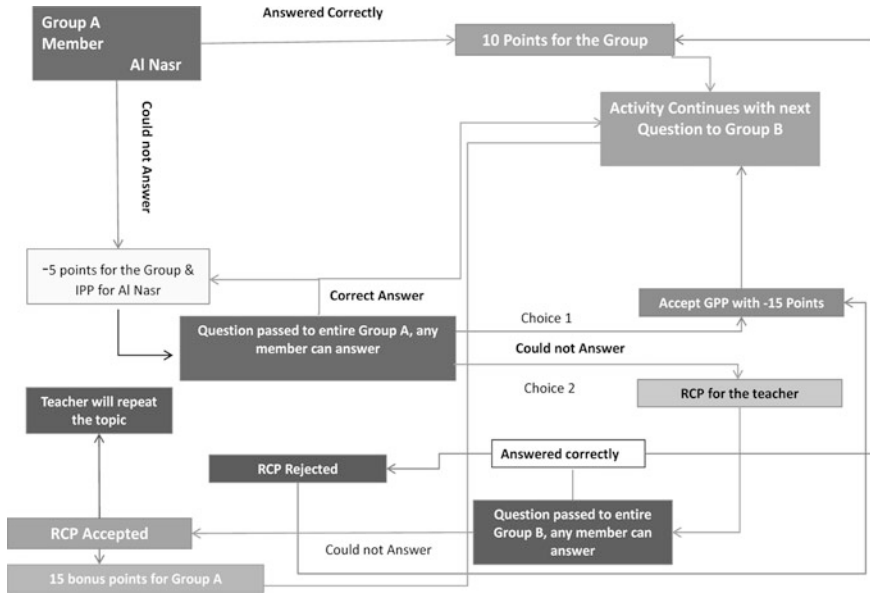 Group A
Member
Al Nasr
Answered Correctly
10 Points for the Group
Could not Answer
Activity Continues with next
Question to Group B
-5 points for the Group &
IPP for Al Nasr
Correct Answer
Accept GPP with -15 Points
Choice 1
Question passed to entire Group A, any
member can answer
Could not Answer
Choice 2
RCP for the teacher
Teacher will repeat
the topic
Answered correctly
RCP Rejected
Question passed to entire
Group B, any member can
answer
RCP Accepted
Could not Answer
15 bonus points for Group A